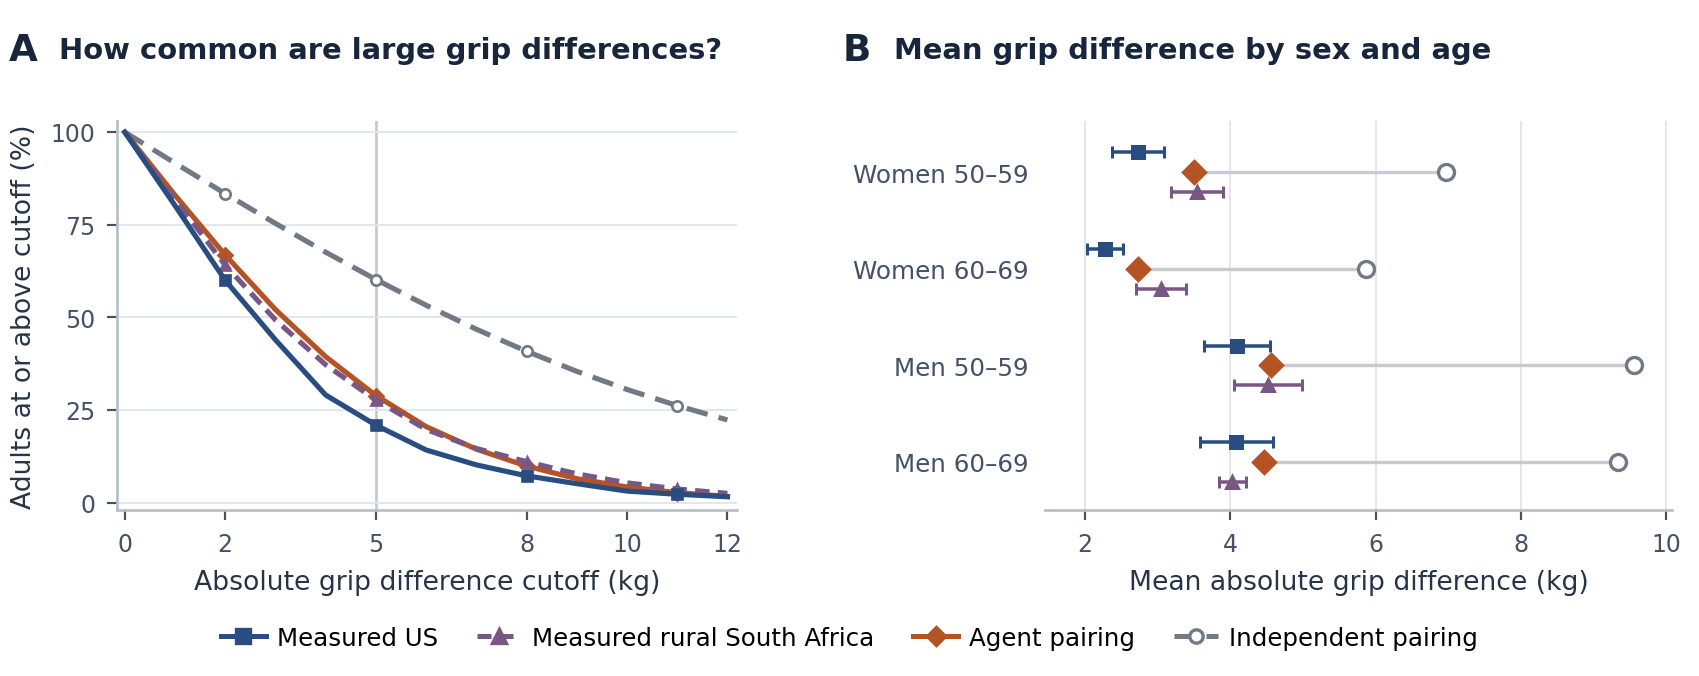 A How common are large grip differences?
Adults at or above cutoff (%)
100
75
50
25
0
0 2 5 8 10 12
Absolute grip difference cutoff (kg)
B Mean grip difference by sex and age
Women 50–59
Women 60–69
Men 50–59
Men 60–69
2 4 6 8 10
Mean absolute grip difference (kg)
Measured US Measured rural South Africa Agent pairing Independent pairing